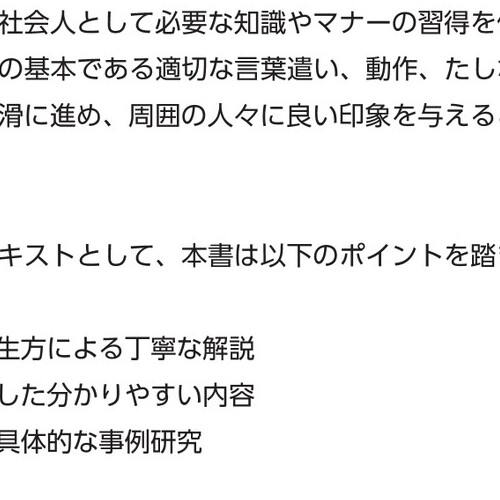 社会人として必要な知識やマナーの習得を
の基本である適切な言葉遣い、動作、たし
滑に進め、周囲の人々に良い印象を与える
キストとして、本書は以下のポイントを踏
生方による丁寧な解説
した分かりやすい内容
具体的な事例研究